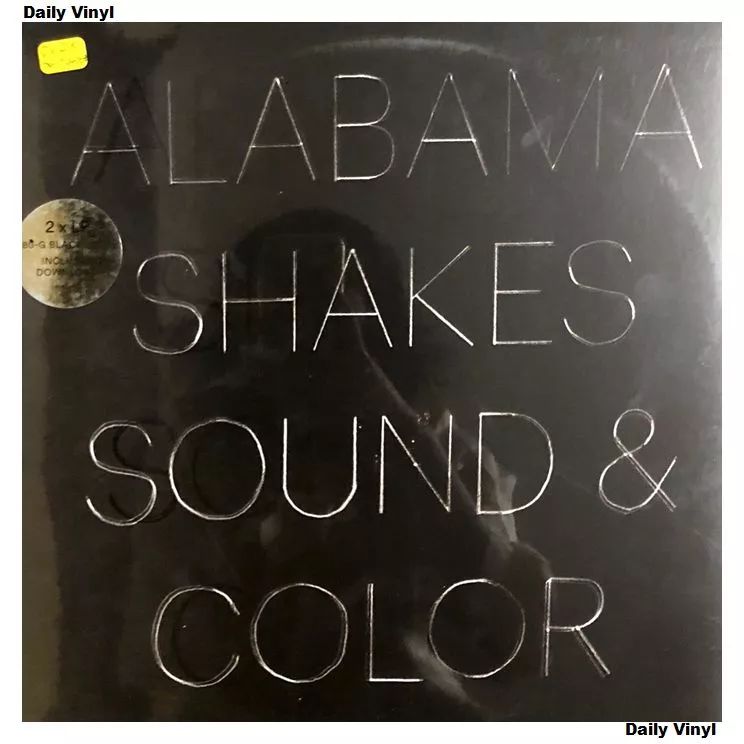 Daily Vinyl
ALABAMA
2 x LP
SHAKES
SOUND &
COLOR
Daily Vinyl